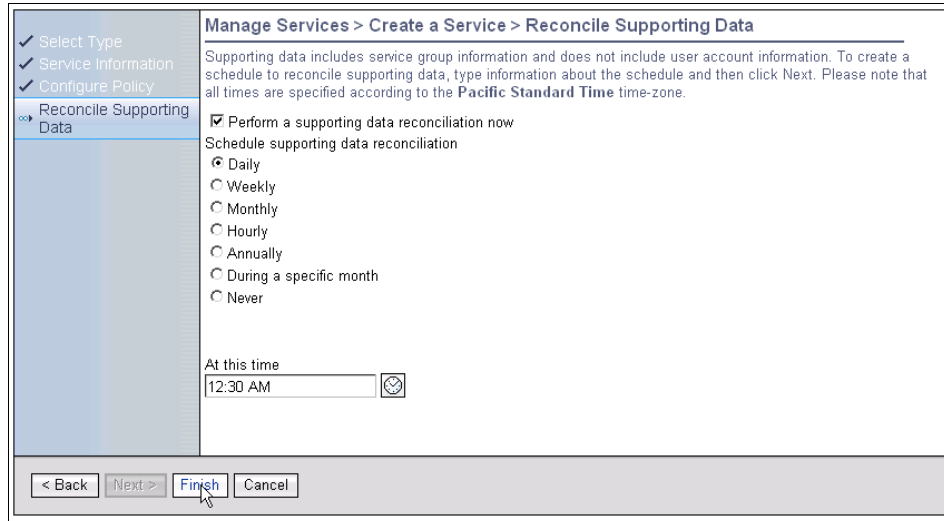 Select Type
Service Information
Configure Policy
Reconcile Supporting
Data
Manage Services > Create a Service > Reconcile Supporting Data
Supporting data includes service group information and does not include user account information. To create a
schedule to reconcile supporting data, type information about the schedule and then click Next. Please note that
all times are specified according to the Pacific Standard Time time-zone.
Perform a supporting data reconciliation now
Schedule supporting data reconciliation
Daily
Weekly
Monthly
Hourly
Annually
During a specific month
Never
At this time
12:30 AM
< Back Next > Finish Cancel